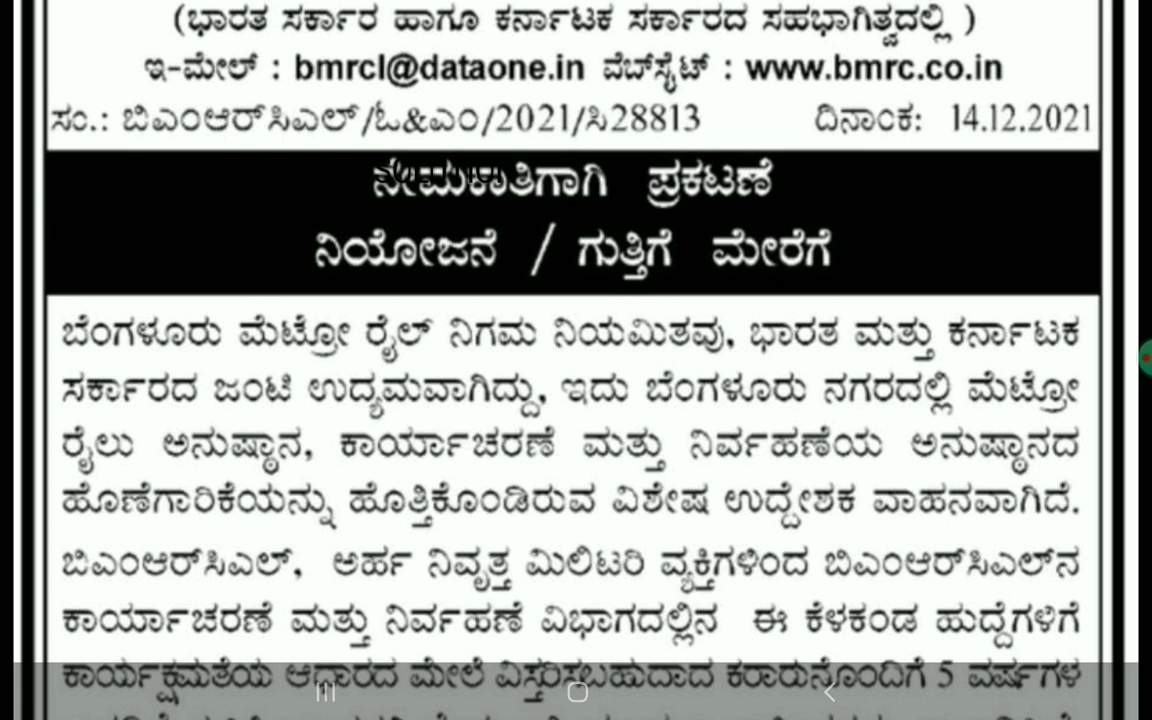 (ಭಾರತ ಸರ್ಕಾರ ಹಾಗೂ ಕರ್ನಾಟಕ ಸರ್ಕಾರದ ಸಹಭಾಗಿತ್ವದಲ್ಲಿ )
ಇ-ಮೇಲ್ : bmrcl@dataone.in ವೆಬ್‌ಸೈಟ್ : www.bmrc.co.in
ಸಂ.: ಬಿಎಂಆರ್‌ಸಿಎಲ್/ಓ&ಎಂ/2021/ಸಿ28813 ದಿನಾಂಕ: 14.12.2021
ನೇಮಕಾತಿಗಾಗಿ ಪ್ರಕಟಣೆ
ನಿಯೋಜನೆ / ಗುತ್ತಿಗೆ ಮೇರೆಗೆ
ಬೆಂಗಳೂರು ಮೆಟ್ರೋ ರೈಲ್ ನಿಗಮ ನಿಯಮಿತವು, ಭಾರತ ಮತ್ತು ಕರ್ನಾಟಕ
ಸರ್ಕಾರದ ಜಂಟಿ ಉದ್ಯಮವಾಗಿದ್ದು, ಇದು ಬೆಂಗಳೂರು ನಗರದಲ್ಲಿ ಮೆಟ್ರೋ
ರೈಲು ಅನುಷ್ಠಾನ, ಕಾರ್ಯಾಚರಣೆ ಮತ್ತು ನಿರ್ವಹಣೆಯ ಅನುಷ್ಠಾನದ
ಹೊಣೆಗಾರಿಕೆಯನ್ನು ಹೊತ್ತಿಕೊಂಡಿರುವ ವಿಶೇಷ ಉದ್ದೇಶಕ ವಾಹನವಾಗಿದೆ.
ಬಿಎಂಆರ್‌ಸಿಎಲ್, ಅರ್ಹ ನಿವೃತ್ತ ಮಿಲಿಟರಿ ವ್ಯಕ್ತಿಗಳಿಂದ ಬಿಎಂಆರ್‌ಸಿಎಲ್‌ನ
ಕಾರ್ಯಾಚರಣೆ ಮತ್ತು ನಿರ್ವಹಣೆ ವಿಭಾಗದಲ್ಲಿನ ಈ ಕೆಳಕಂಡ ಹುದ್ದೆಗಳಿಗೆ
ಕಾರ್ಯಕ್ಷಮತೆಯ ಆಧಾರದ ಮೇಲೆ ವಿಸ್ತರಿಸಬಹುದಾದ ಕರಾರುನೊಂದಿಗೆ 5 ವರ್ಷಗಳ